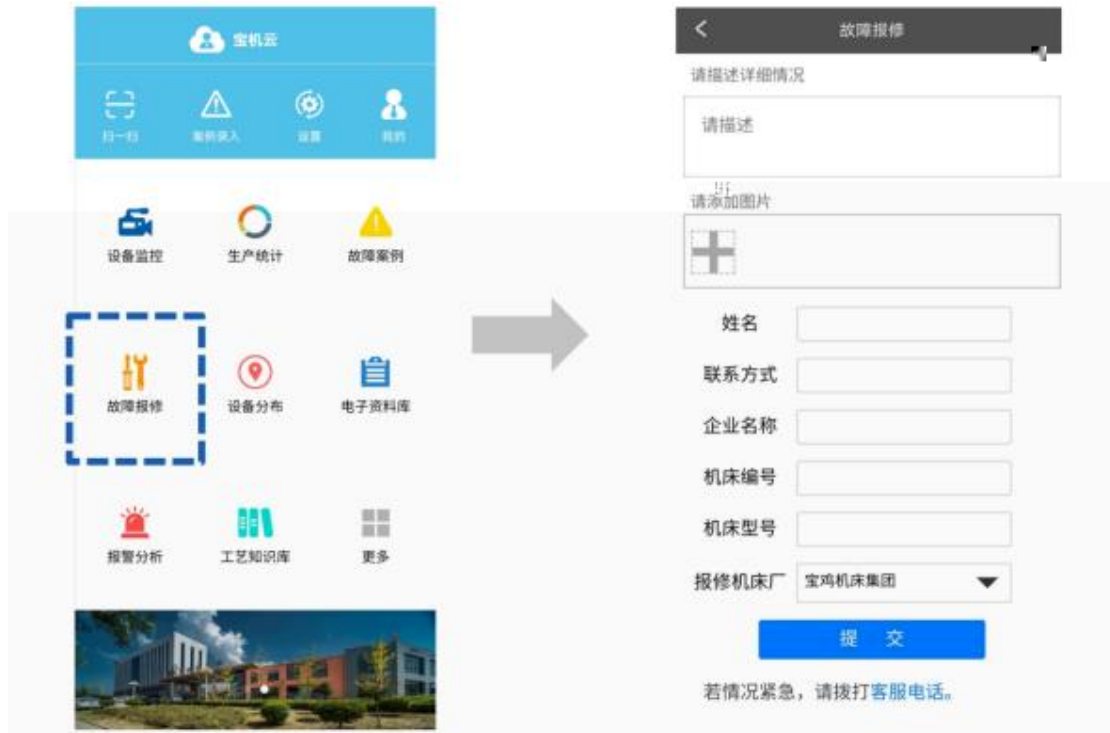 宝机云
扫一扫 案例录入 设置 我的
设备监控 生产统计 故障案例
故障报修 设备分布 电子资料库
报警分析 工艺知识库 更多
故障报修
请描述详细情况
请描述
请添加图片
姓名
联系方式
企业名称
机床编号
机床型号
报修机床厂 宝鸡机床集团
提 交
若情况紧急，请拨打客服电话。